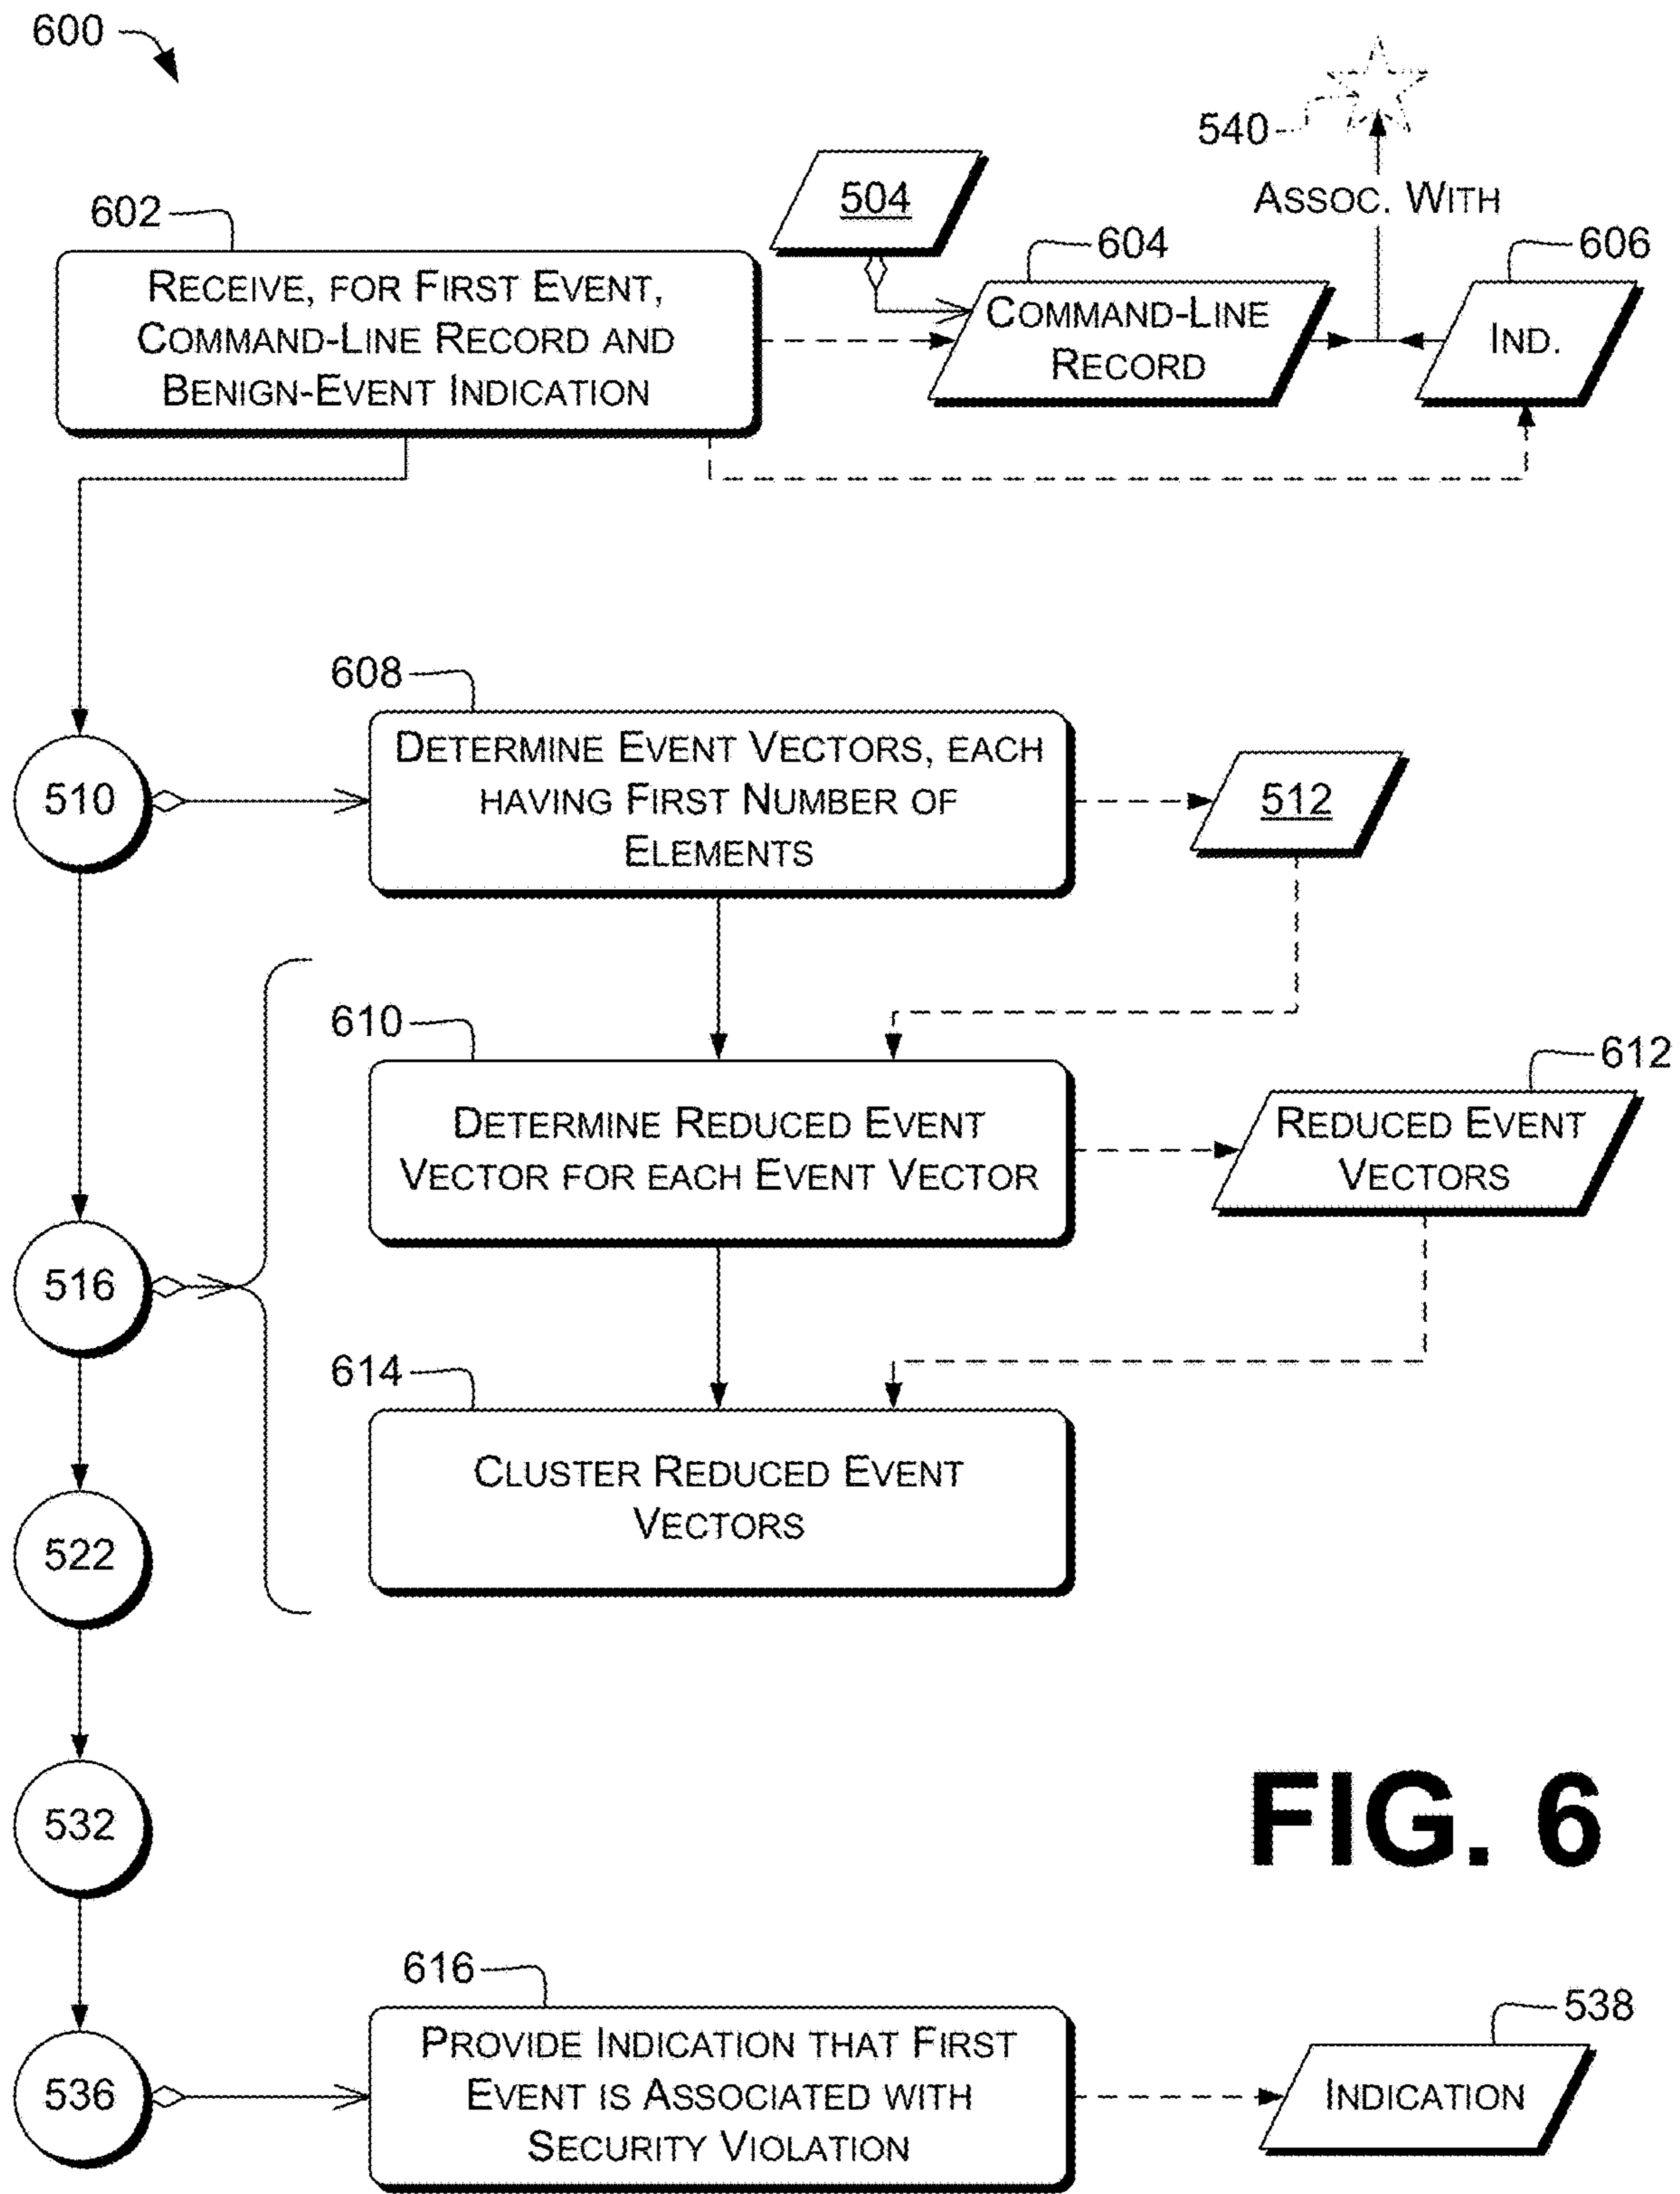 600
540
504
ASSOC. WITH
602
604
606
RECEIVE, FOR FIRST EVENT,
COMMAND-LINE RECORD AND
BENIGN-EVENT INDICATION
COMMAND-LINE
RECORD
IND.
608
510
DETERMINE EVENT VECTORS, EACH
HAVING FIRST NUMBER OF
ELEMENTS
512
610
612
DETERMINE REDUCED EVENT
VECTOR FOR EACH EVENT VECTOR
REDUCED EVENT
VECTORS
516
614
CLUSTER REDUCED EVENT
VECTORS
522
532
FIG. 6
616
538
536
PROVIDE INDICATION THAT FIRST
EVENT IS ASSOCIATED WITH
SECURITY VIOLATION
INDICATION